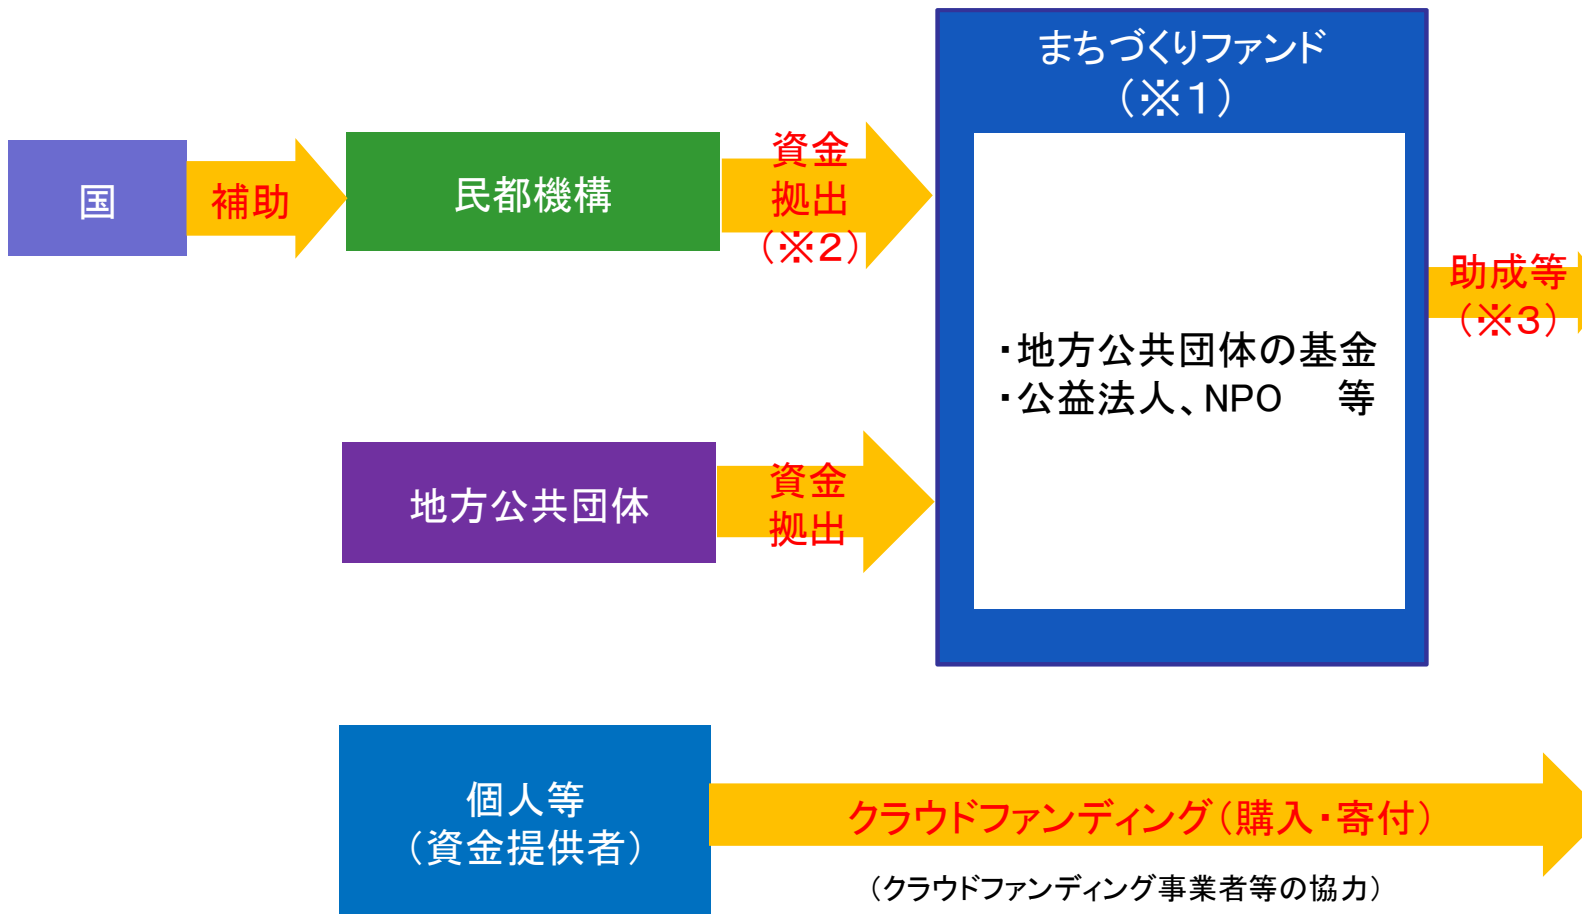 まちづくりファンド
（※１）
国
補助
民都機構
資金
拠出
（※２）
・地方公共団体の基金
・公益法人、NPO　等
助成等
（※３）
地方公共団体
資金
拠出
個人等
（資金提供者）
クラウドファンディング（購入・寄付）
（クラウドファンディング事業者等の協力）